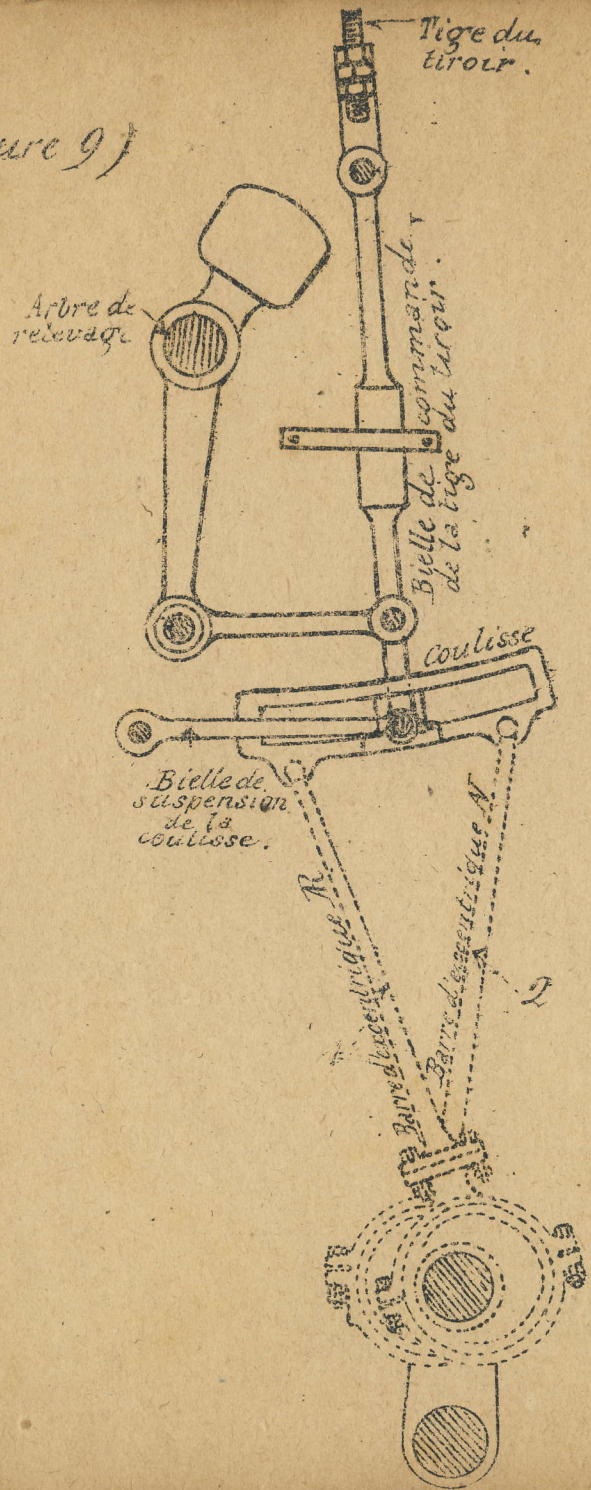 Tige du
tiroir.
ure 9)
Arbre de
relevage
Bielle de commande
de la tige du tiroir.
Coulisse
Bielle de
suspension
de la
coulisse.
Barre d'excentrique R
Barre d'excentrique N
2